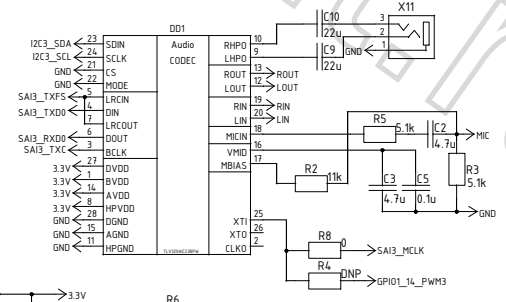 X11
C10
22u
3
2
1
GND
C9
22u
DD1
Audio
CODEC
I2C3_SDA 23 SDIN
I2C3_SCL 24 SCLK
GND 21 CS
GND 22 MODE
SAI3_TXFS 5 LRCIN
SAI3_TXD0 4 DIN
7 LRCOUT
SAI3_RXD0 6 DOUT
SAI3_TXC 3 BCLK
3.3V 27 DVDD
3.3V 1 BVDD
3.3V 14 AVDD
3.3V 8 HPVDD
GND 28 DGND
GND 15 AGND
GND 11 HPGND
RHPO 10
LHPO 9
ROUT 13 ROUT
LOUT 12 LOUT
RIN 19 RIN
LIN 20 LIN
MICIN 18
VMID 16
MBIAS 17
XTI 25
XTO 26
CLKO 2
TLV320AIC23BPW
R5
5.1k
C2
4.7u
MIC
R2
11k
R3
5.1k
C3
4.7u
C5
0.1u
GND
R8
0
SAI3_MCLK
R4
DNP
GPIO1_14_PWM3
3.3V
R6